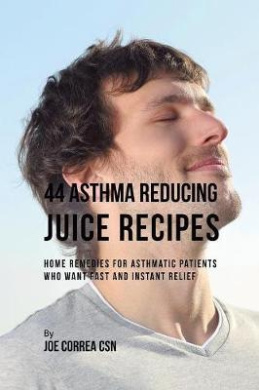 44 ASTHMA REDUCING
JUICE RECIPES
HOME REMEDIES FOR ASTHMATIC PATIENTS
WHO WANT FAST AND INSTANT RELIEF
By
JOE CORREA CSN